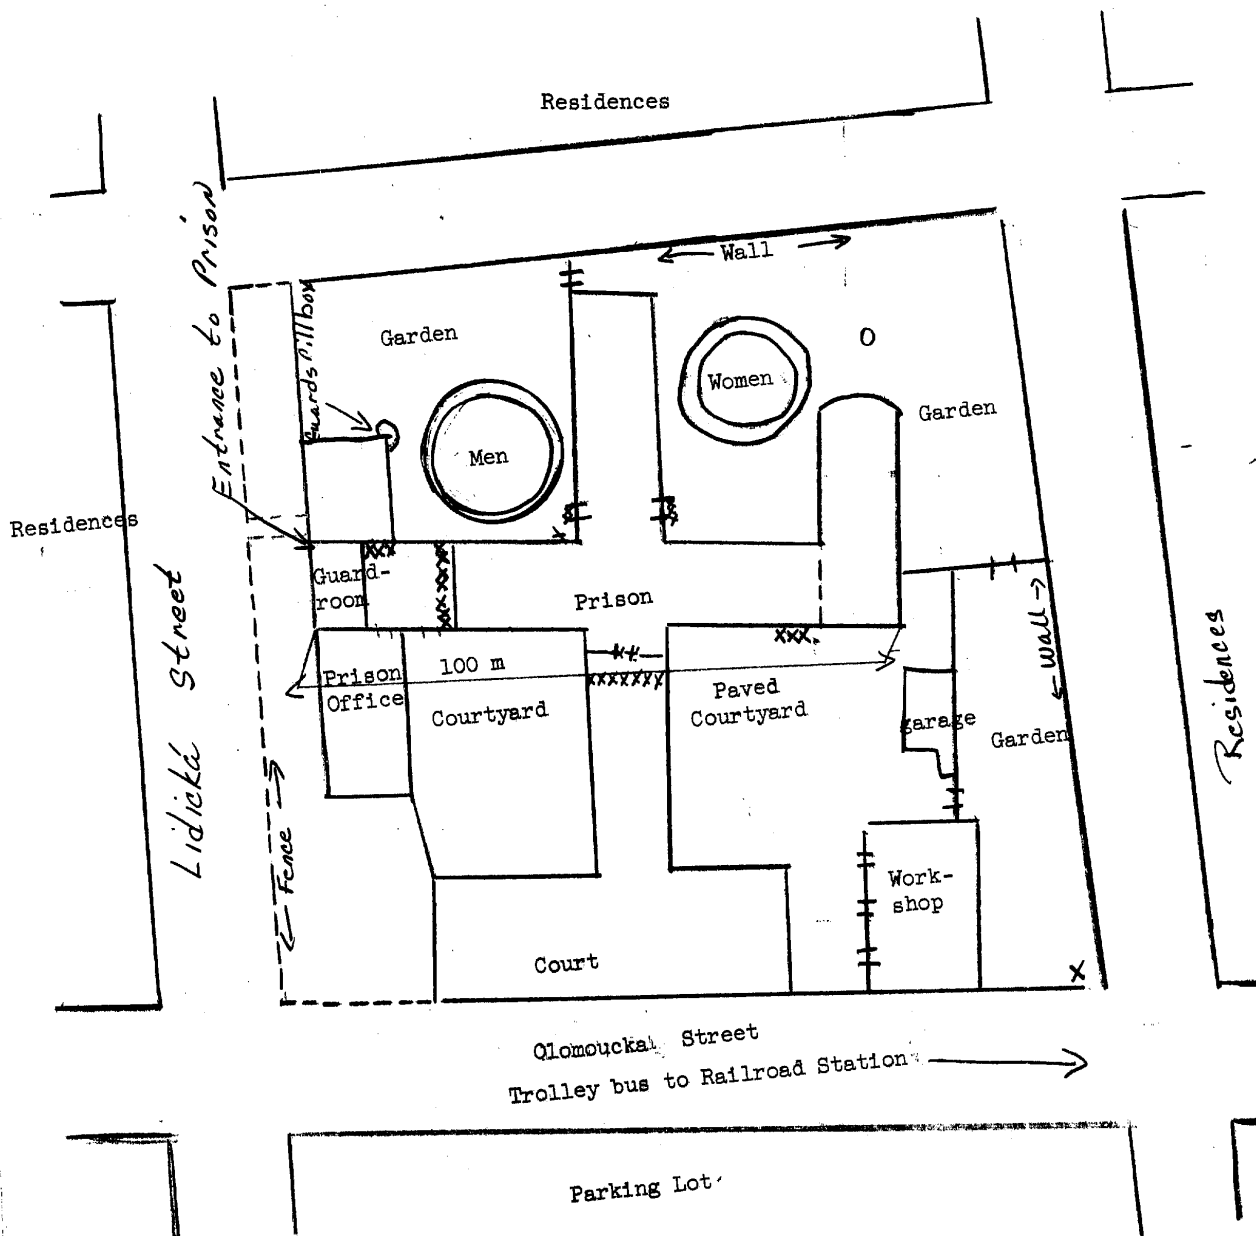 Residences
Entrance to Prison
Wall
Guards Pillbox
Garden
Women
Garden
Men
Residences
Guard-
room
Prison
Wall
Lidická Street
Prison
Office
100 m
Courtyard
Paved
Courtyard
garage
Garden
Residences
Fence
Work-
shop
Court
Olomoucká Street
Trolley bus to Railroad Station
Parking Lot